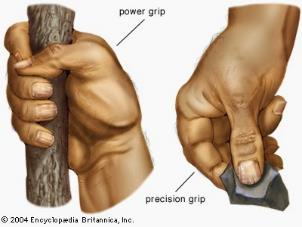 power grip
precision grip
© 2004 Encyclopædia Britannica, Inc.